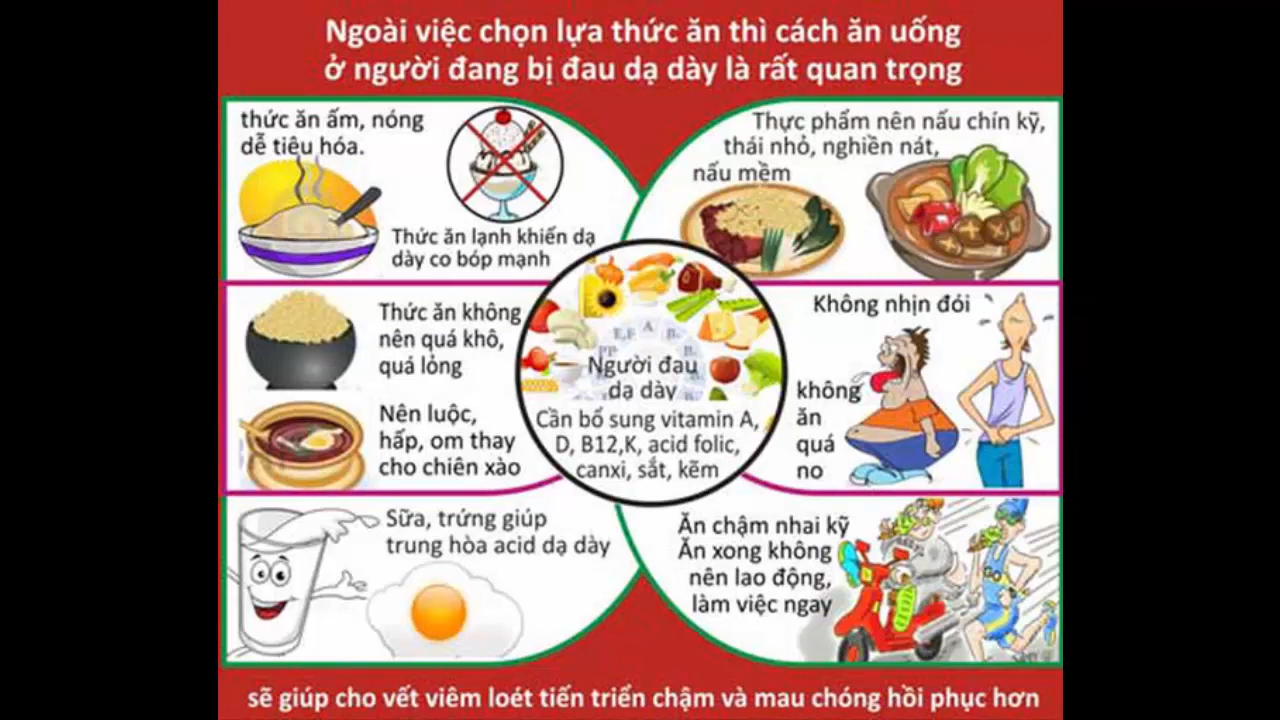 Ngoài việc chọn lựa thức ăn thì cách ăn uống
ở người đang bị đau dạ dày là rất quan trọng
thức ăn ấm, nóng
dễ tiêu hóa.
Thức ăn lạnh khiến dạ
dày co bóp mạnh
Thực phẩm nên nấu chín kỹ,
thái nhỏ, nghiền nát,
nấu mềm
Thức ăn không
nên quá khô,
quá lỏng
Nên luộc,
hấp, om thay
cho chiên xào
E,F A B
PP
Người đau
dạ dày
Cần bổ sung vitamin A,
D, B12,K, acid folic,
canxi, sắt, kẽm
Không nhịn đói
không
ăn
quá
no
Sữa, trứng giúp
trung hòa acid dạ dày
Ăn chậm nhai kỹ
Ăn xong không
nên lao động,
làm việc ngay
GO
sẽ giúp cho vết viêm loét tiến triển chậm và mau chóng hồi phục hơn